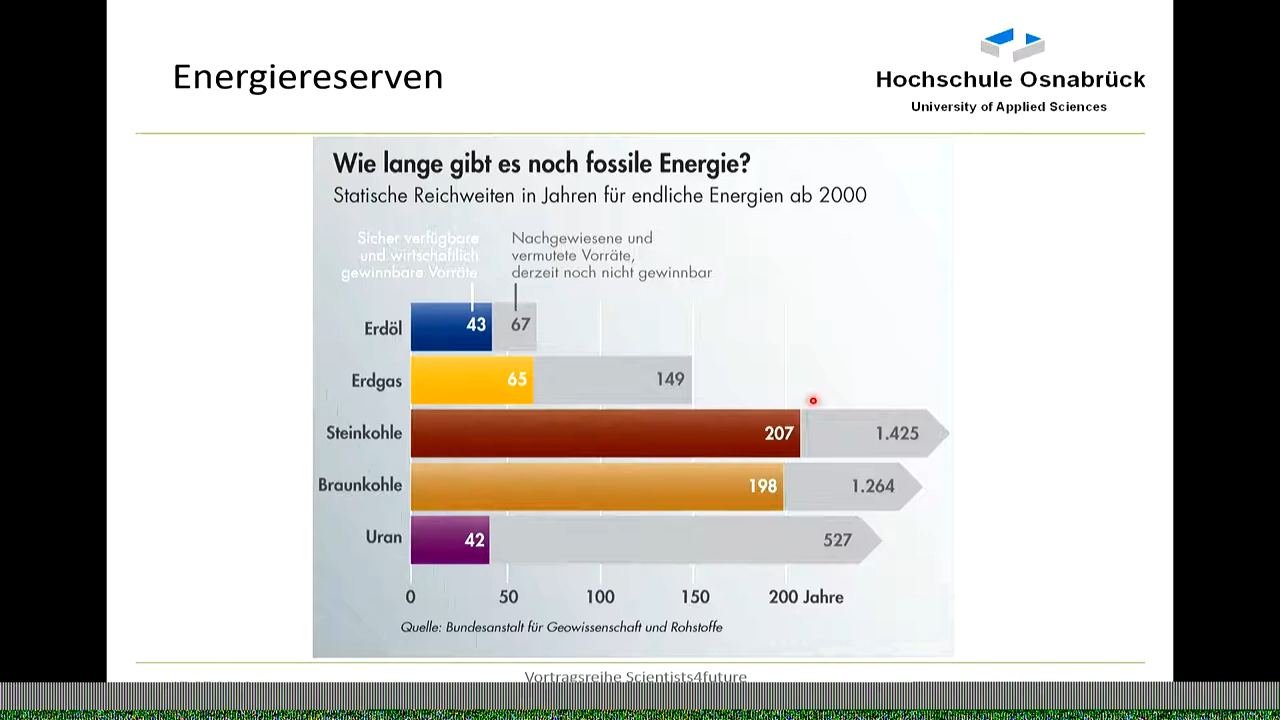 Energiereserven
Hochschule Osnabrück
University of Applied Sciences
Wie lange gibt es noch fossile Energie?
Statische Reichweiten in Jahren für endliche Energien ab 2000
Sicher verfügbare
und wirtschaftlich
gewinnbare Vorräte
Nachgewiesene und
vermutete Vorräte,
derzeit noch nicht gewinnbar
Erdöl 43 67
Erdgas 65 149
Steinkohle 207 1.425
Braunkohle 198 1.264
Uran 42 527
0 50 100 150 200 Jahre
Quelle: Bundesanstalt für Geowissenschaft und Rohstoffe
Vortragsreihe Scientists4future